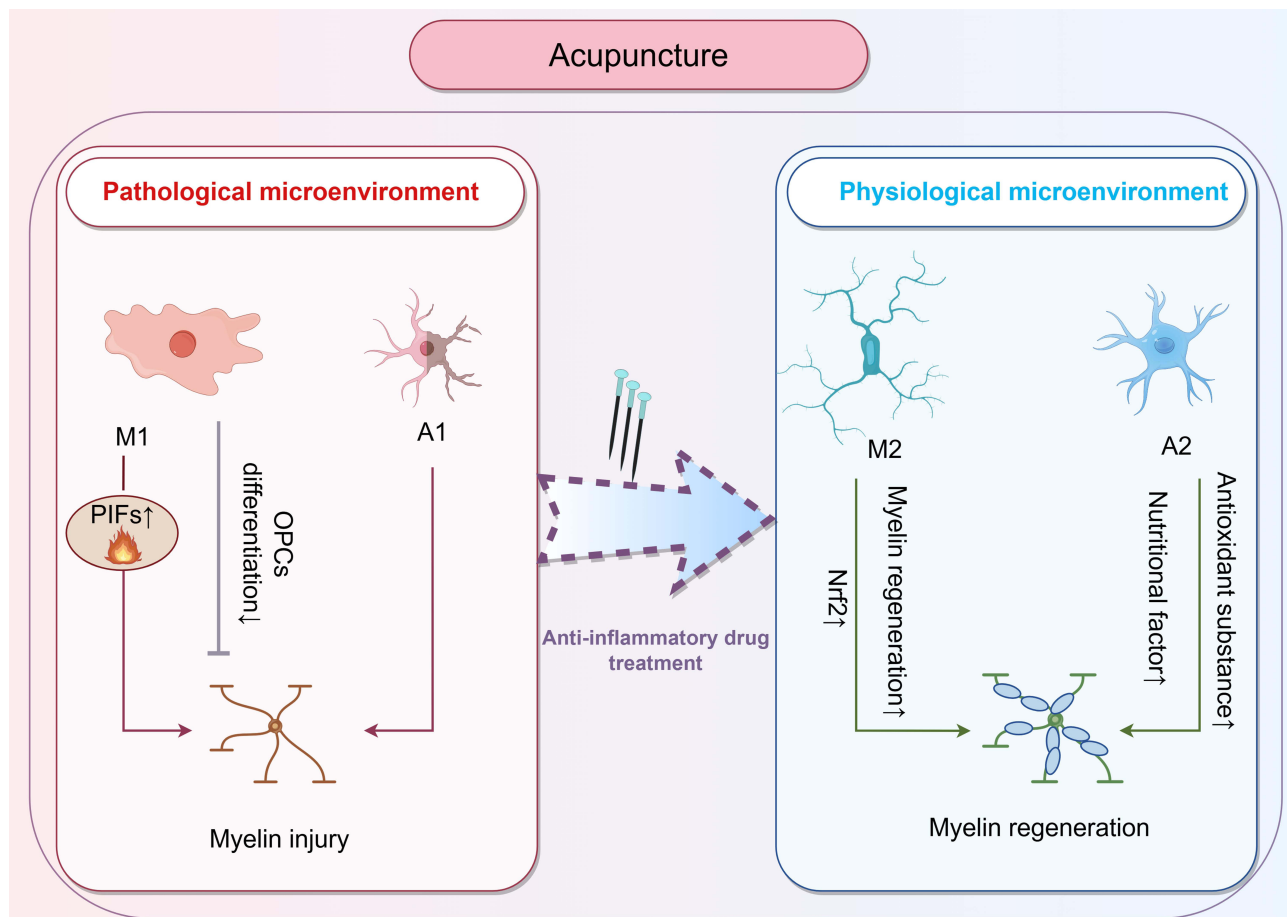 Acupuncture
Pathological microenvironment
M1
A1
PIFs↑
OPCs
differentiation↓
Myelin injury
Anti-inflammatory drug
treatment
Physiological microenvironment
M2
A2
Myelin regeneration↑
Nrf2↑
Antioxidant substance↑
Nutritional factor↑
Myelin regeneration